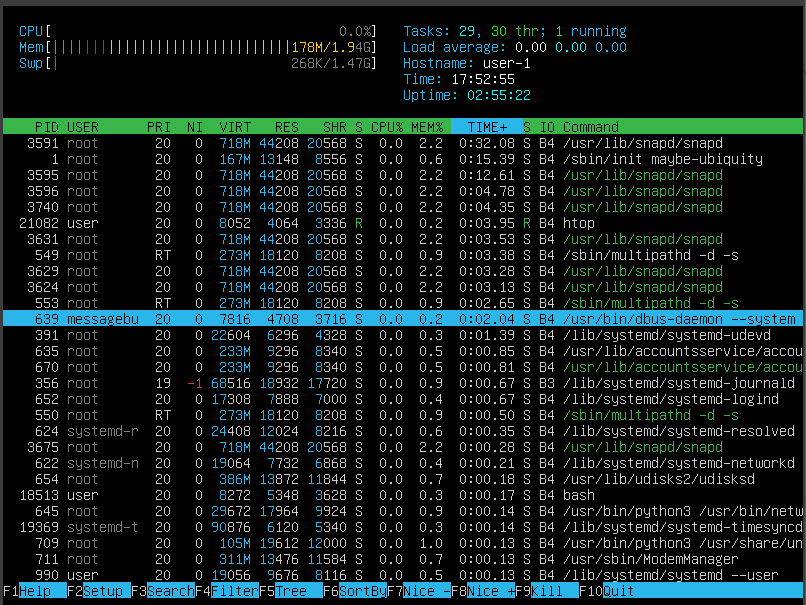 CPU[ 0.0%] Tasks: 29, 30 thr; 1 running
Mem[||||||||||||||||||||||||||||||178M/1.94G] Load average: 0.00 0.00 0.00
Swp[| 268K/1.47G] Hostname: user-1
Time: 17:52:55
Uptime: 02:55:22
PID USER PRI NI VIRT RES SHR S CPU% MEM% TIME+ S IO Command
3591 root 20 0 718M 44208 20568 S 0.0 2.2 0:32.08 S B4 /usr/lib/snapd/snapd
1 root 20 0 167M 13148 8556 S 0.0 0.6 0:15.39 S B4 /sbin/init maybe-ubiquity
3595 root 20 0 718M 44208 20568 S 0.0 2.2 0:12.61 S B4 /usr/lib/snapd/snapd
3596 root 20 0 718M 44208 20568 S 0.0 2.2 0:04.78 S B4 /usr/lib/snapd/snapd
3740 root 20 0 718M 44208 20568 S 0.0 2.2 0:04.35 S B4 /usr/lib/snapd/snapd
21082 user 20 0 8052 4064 3336 R 0.0 0.2 0:03.95 R B4 htop
3631 root 20 0 718M 44208 20568 S 0.0 2.2 0:03.53 S B4 /usr/lib/snapd/snapd
549 root RT 0 273M 18120 8208 S 0.0 0.9 0:03.38 S B4 /sbin/multipathd -d -s
3629 root 20 0 718M 44208 20568 S 0.0 2.2 0:03.28 S B4 /usr/lib/snapd/snapd
3624 root 20 0 718M 44208 20568 S 0.0 2.2 0:03.13 S B4 /usr/lib/snapd/snapd
553 root RT 0 273M 18120 8208 S 0.0 0.9 0:02.65 S B4 /sbin/multipathd -d -s
639 messagebu 20 0 7816 4708 3716 S 0.0 0.2 0:02.04 S B4 /usr/bin/dbus-daemon --system
391 root 20 0 22604 6296 4328 S 0.0 0.3 0:01.39 S B4 /lib/systemd/systemd-udevd
635 root 20 0 233M 9296 8340 S 0.0 0.5 0:00.85 S B4 /usr/lib/accountsservice/accou
670 root 20 0 233M 9296 8340 S 0.0 0.5 0:00.81 S B4 /usr/lib/accountsservice/accou
356 root 19 -1 68516 18932 17720 S 0.0 0.9 0:00.67 S B3 /lib/systemd/systemd-journald
652 root 20 0 17308 7888 7000 S 0.0 0.4 0:00.67 S B4 /lib/systemd/systemd-logind
550 root RT 0 273M 18120 8208 S 0.0 0.9 0:00.50 S B4 /sbin/multipathd -d -s
624 systemd-r 20 0 24408 12024 8216 S 0.0 0.6 0:00.35 S B4 /lib/systemd/systemd-resolved
3675 root 20 0 718M 44208 20568 S 0.0 2.2 0:00.28 S B4 /usr/lib/snapd/snapd
622 systemd-n 20 0 19064 7732 6868 S 0.0 0.4 0:00.21 S B4 /lib/systemd/systemd-networkd
654 root 20 0 386M 13872 11844 S 0.0 0.7 0:00.18 S B4 /usr/lib/udisks2/udisksd
18513 user 20 0 8272 5348 3628 S 0.0 0.3 0:00.17 S B4 bash
645 root 20 0 29672 17964 9924 S 0.0 0.9 0:00.14 S B4 /usr/bin/python3 /usr/bin/netw
19369 systemd-t 20 0 90876 6120 5340 S 0.0 0.3 0:00.14 S B4 /lib/systemd/systemd-timesyncd
709 root 20 0 105M 19612 12000 S 0.0 1.0 0:00.13 S B4 /usr/bin/python3 /usr/share/un
711 root 20 0 311M 13476 11584 S 0.0 0.7 0:00.13 S B4 /usr/sbin/ModemManager
990 user 20 0 19056 9676 8116 S 0.0 0.5 0:00.13 S B4 /lib/systemd/systemd --user
F1Help F2Setup F3SearchF4FilterF5Tree F6SortByF7Nice -F8Nice +F9Kill F10Quit